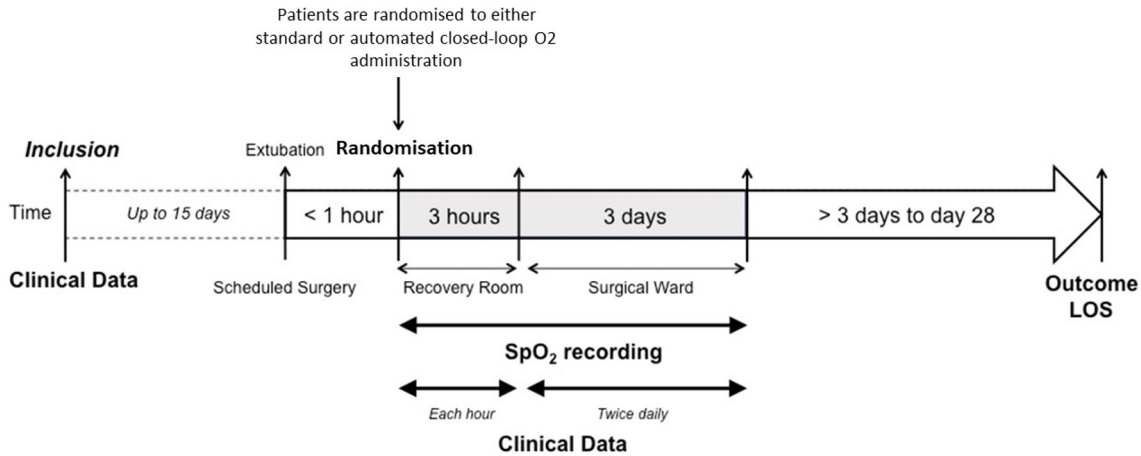 Patients are randomised to either
standard or automated closed-loop O2
administration
Inclusion
Extubation
Randomisation
Time
Up to 15 days
< 1 hour
3 hours
3 days
> 3 days to day 28
Clinical Data
Scheduled Surgery
Recovery Room
Surgical Ward
Outcome
LOS
SpO₂ recording
Each hour
Twice daily
Clinical Data